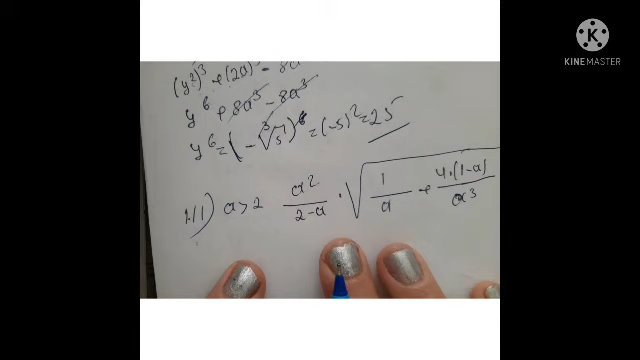 KINEMASTER
(y²)³ + (2a)³ - 8a
y⁶ + 8a³ - 8a³
y⁶ = (-∛5)⁶ = (-5)² = 25
1.11) a > 2 a²/(2-a) · √(1/a + 4·(1-a)/a³)